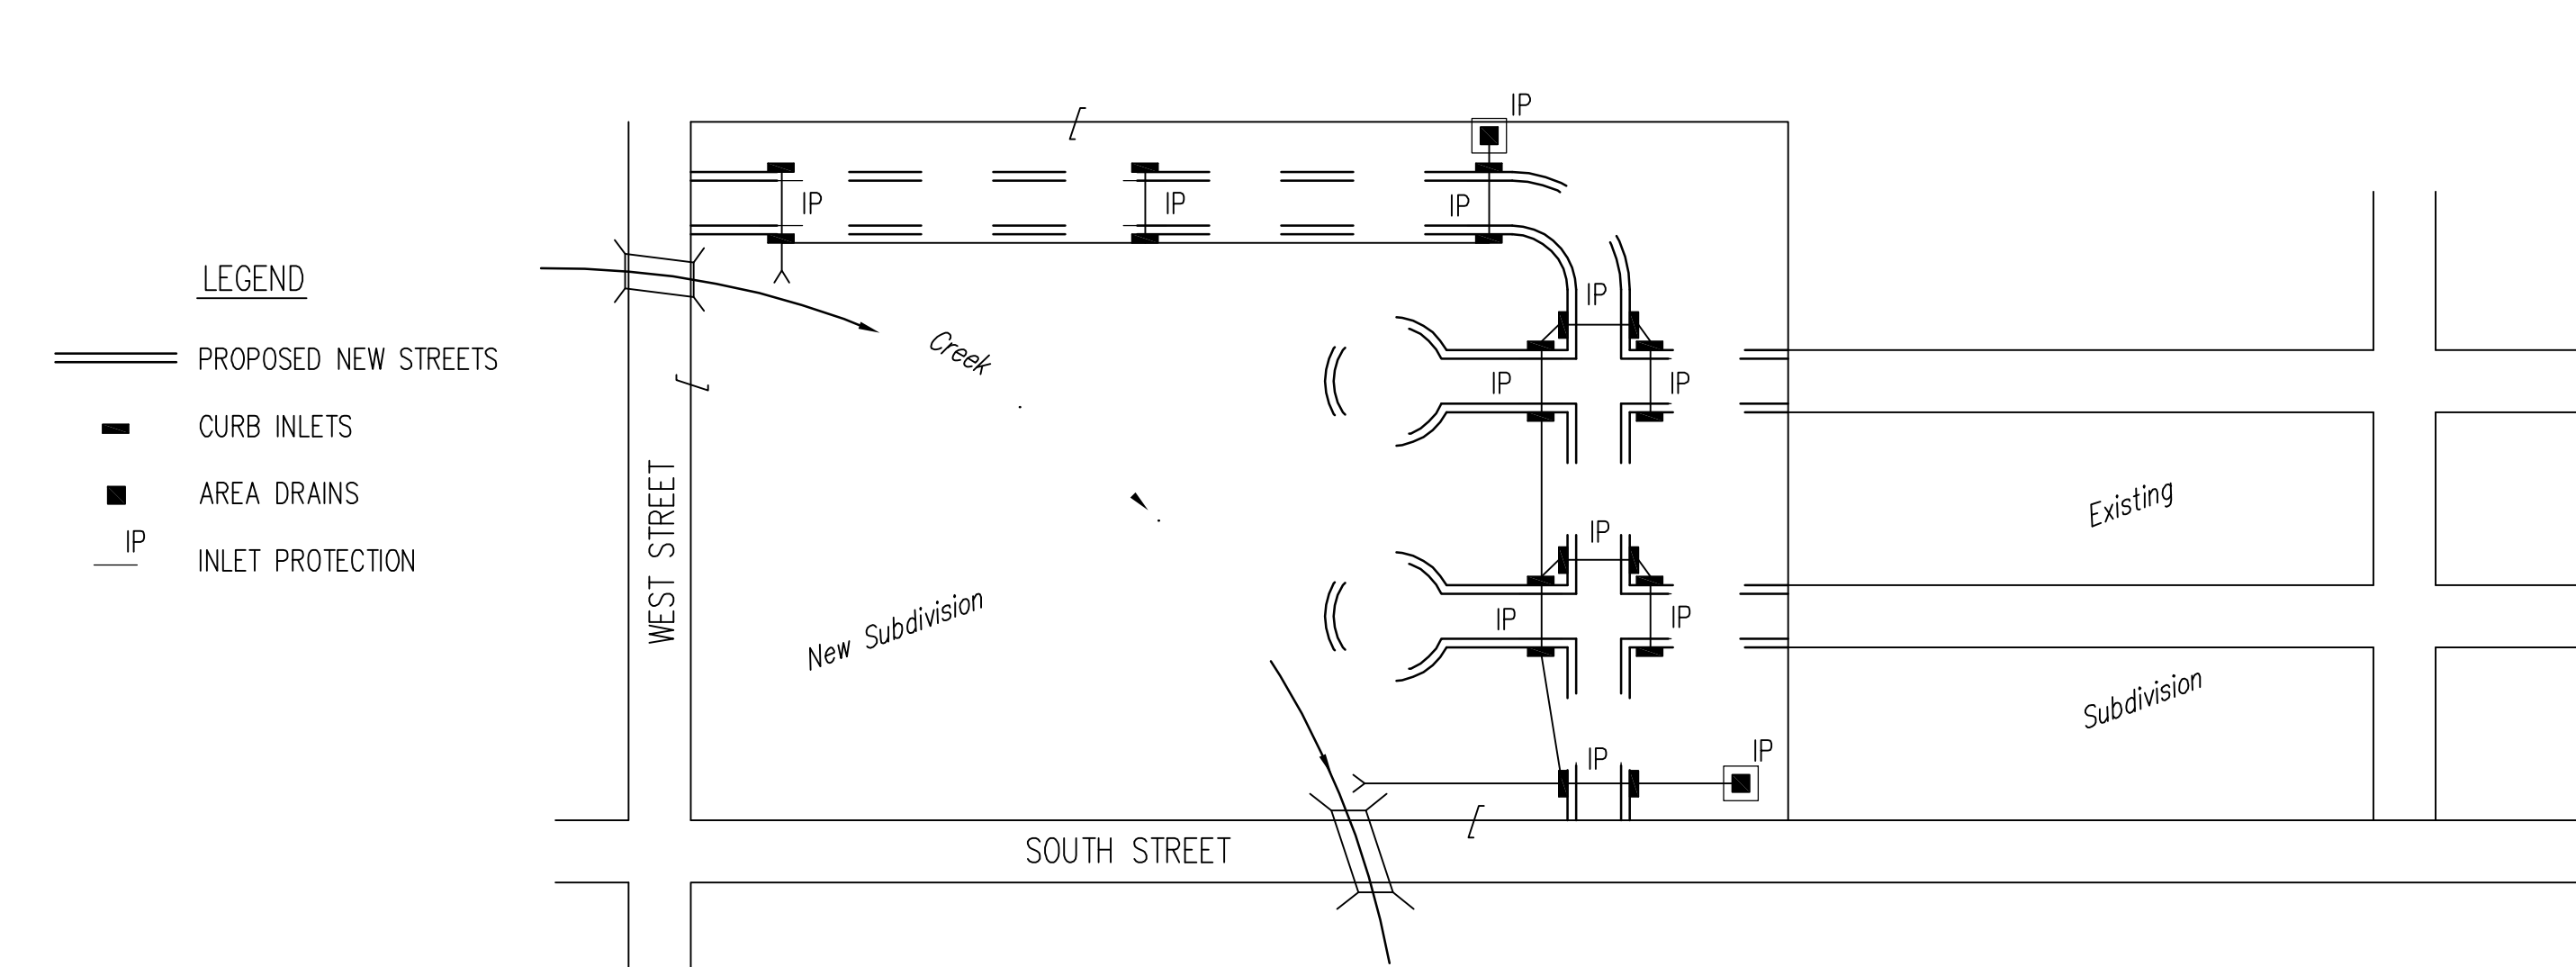 IP
IP
IP
IP
LEGEND
IP
PROPOSED NEW STREETS
Creek
IP
IP
CURB INLETS
AREA DRAINS
Existing
IP
IP
INLET PROTECTION
WEST STREET
New Subdivision
IP
IP
Subdivision
IP
IP
SOUTH STREET